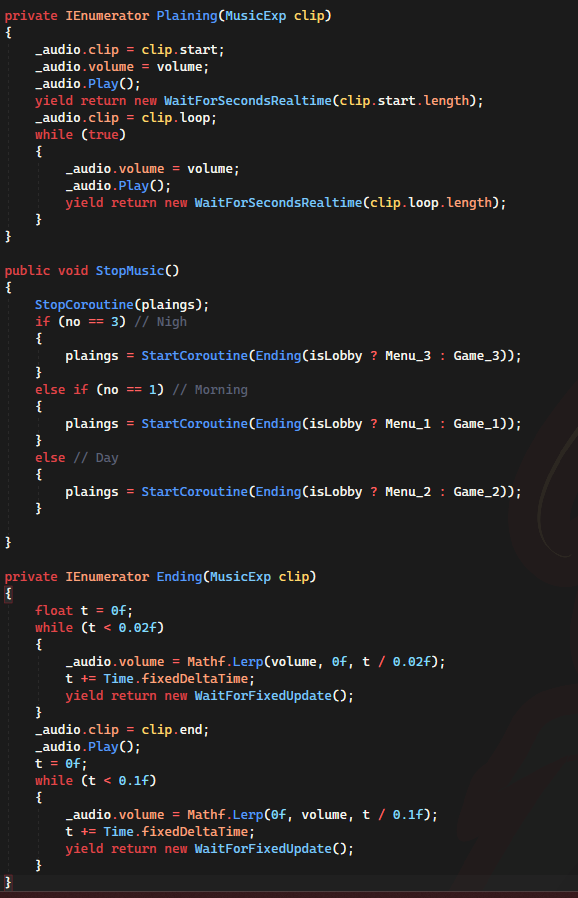 private IEnumerator Plaining(MusicExp clip)
{
    _audio.clip = clip.start;
    _audio.volume = volume;
    _audio.Play();
    yield return new WaitForSecondsRealtime(clip.start.length);
    _audio.clip = clip.loop;
    while (true)
    {
        _audio.volume = volume;
        _audio.Play();
        yield return new WaitForSecondsRealtime(clip.loop.length);
    }
}

public void StopMusic()
{
    StopCoroutine(plaings);
    if (no == 3) // Nigh
    {
        plaings = StartCoroutine(Ending(isLobby ? Menu_3 : Game_3));
    }
    else if (no == 1) // Morning
    {
        plaings = StartCoroutine(Ending(isLobby ? Menu_1 : Game_1));
    }
    else // Day
    {
        plaings = StartCoroutine(Ending(isLobby ? Menu_2 : Game_2));
    }

}

private IEnumerator Ending(MusicExp clip)
{
    float t = 0f;
    while (t < 0.02f)
    {
        _audio.volume = Mathf.Lerp(volume, 0f, t / 0.02f);
        t += Time.fixedDeltaTime;
        yield return new WaitForFixedUpdate();
    }
    _audio.clip = clip.end;
    _audio.Play();
    t = 0f;
    while (t < 0.1f)
    {
        _audio.volume = Mathf.Lerp(0f, volume, t / 0.1f);
        t += Time.fixedDeltaTime;
        yield return new WaitForFixedUpdate();
    }
}